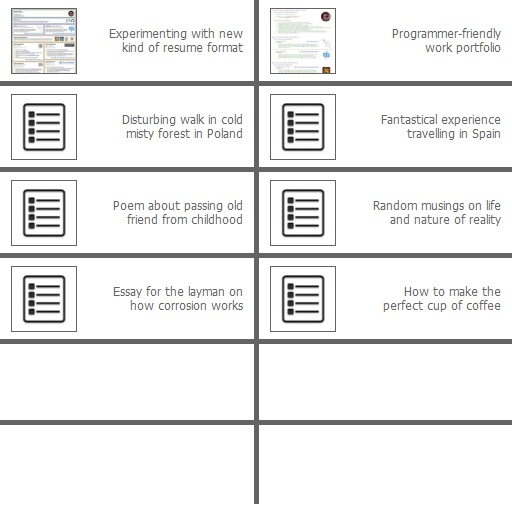 Experimenting with new
kind of resume format
Programmer-friendly
work portfolio
Disturbing walk in cold
misty forest in Poland
Fantastical experience
travelling in Spain
Poem about passing old
friend from childhood
Random musings on life
and nature of reality
Essay for the layman on
how corrosion works
How to make the
perfect cup of coffee